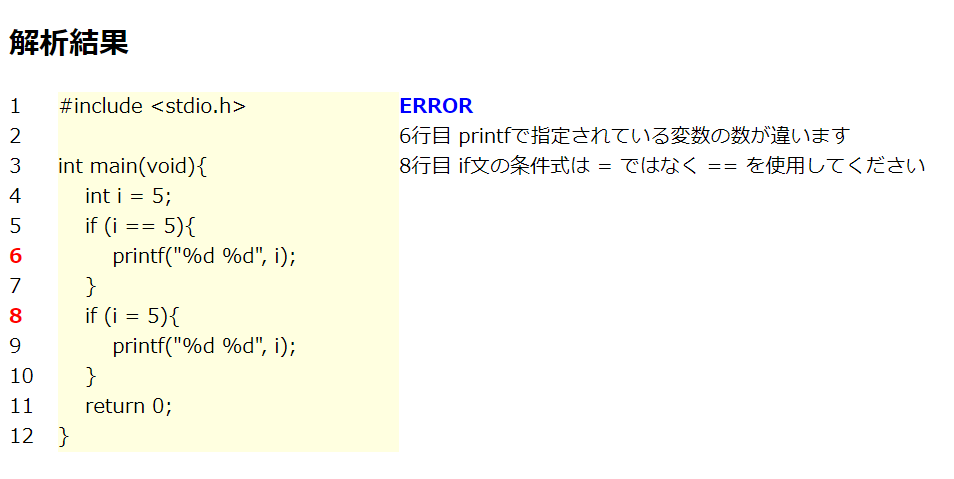 解析結果
1 #include <stdio.h> ERROR
2 6行目 printfで指定されている変数の数が違います
3 int main(void){ 8行目 if文の条件式は = ではなく == を使用してください
4 int i = 5;
5 if (i == 5){
6 printf("%d %d", i);
7 }
8 if (i = 5){
9 printf("%d %d", i);
10 }
11 return 0;
12 }